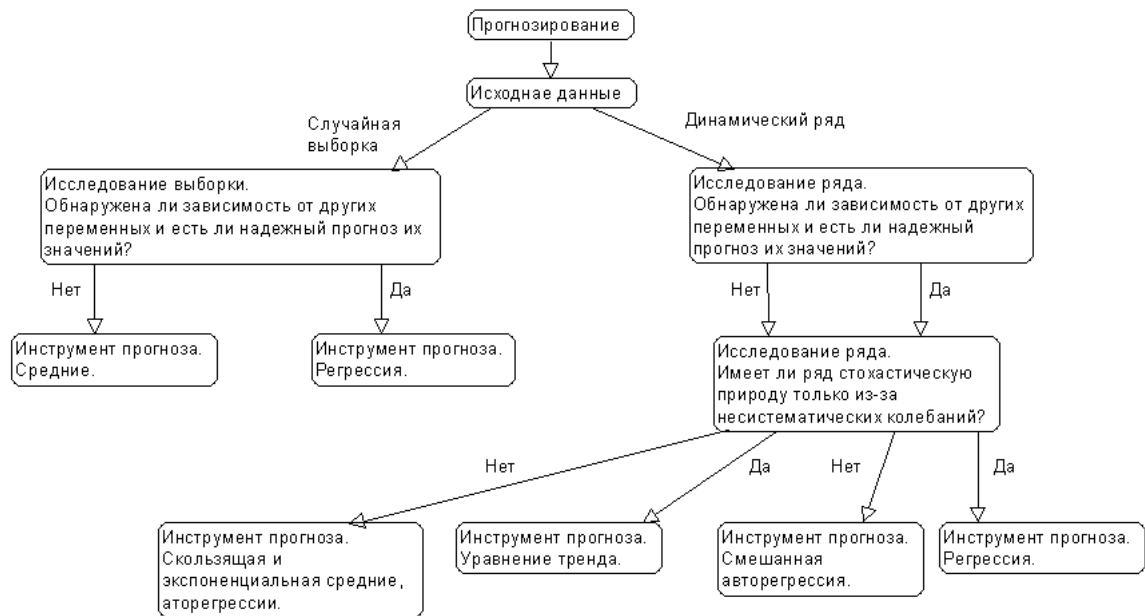 Прогнозирование
Исходнае данные
Случайная
выборка
Динамический ряд
Исследование выборки.
Обнаружена ли зависимость от других
переменных и есть ли надежный прогноз их
значений?
Исследование ряда.
Обнаружена ли зависимость от других
переменных и есть ли надежный
прогноз их значений?
Нет
Да
Нет
Да
Инструмент прогноза.
Средние.
Инструмент прогноза.
Регрессия.
Исследование ряда.
Имеет ли ряд стохастическую
природу только из-за
несистематических колебаний?
Нет
Да
Нет
Да
Инструмент прогноза.
Скользящая и
экспоненциальная средние,
аторегрессии.
Инструмент прогноза.
Уравнение тренда.
Инструмент прогноза.
Смешанная
авторегрессия.
Инструмент прогноза.
Регрессия.